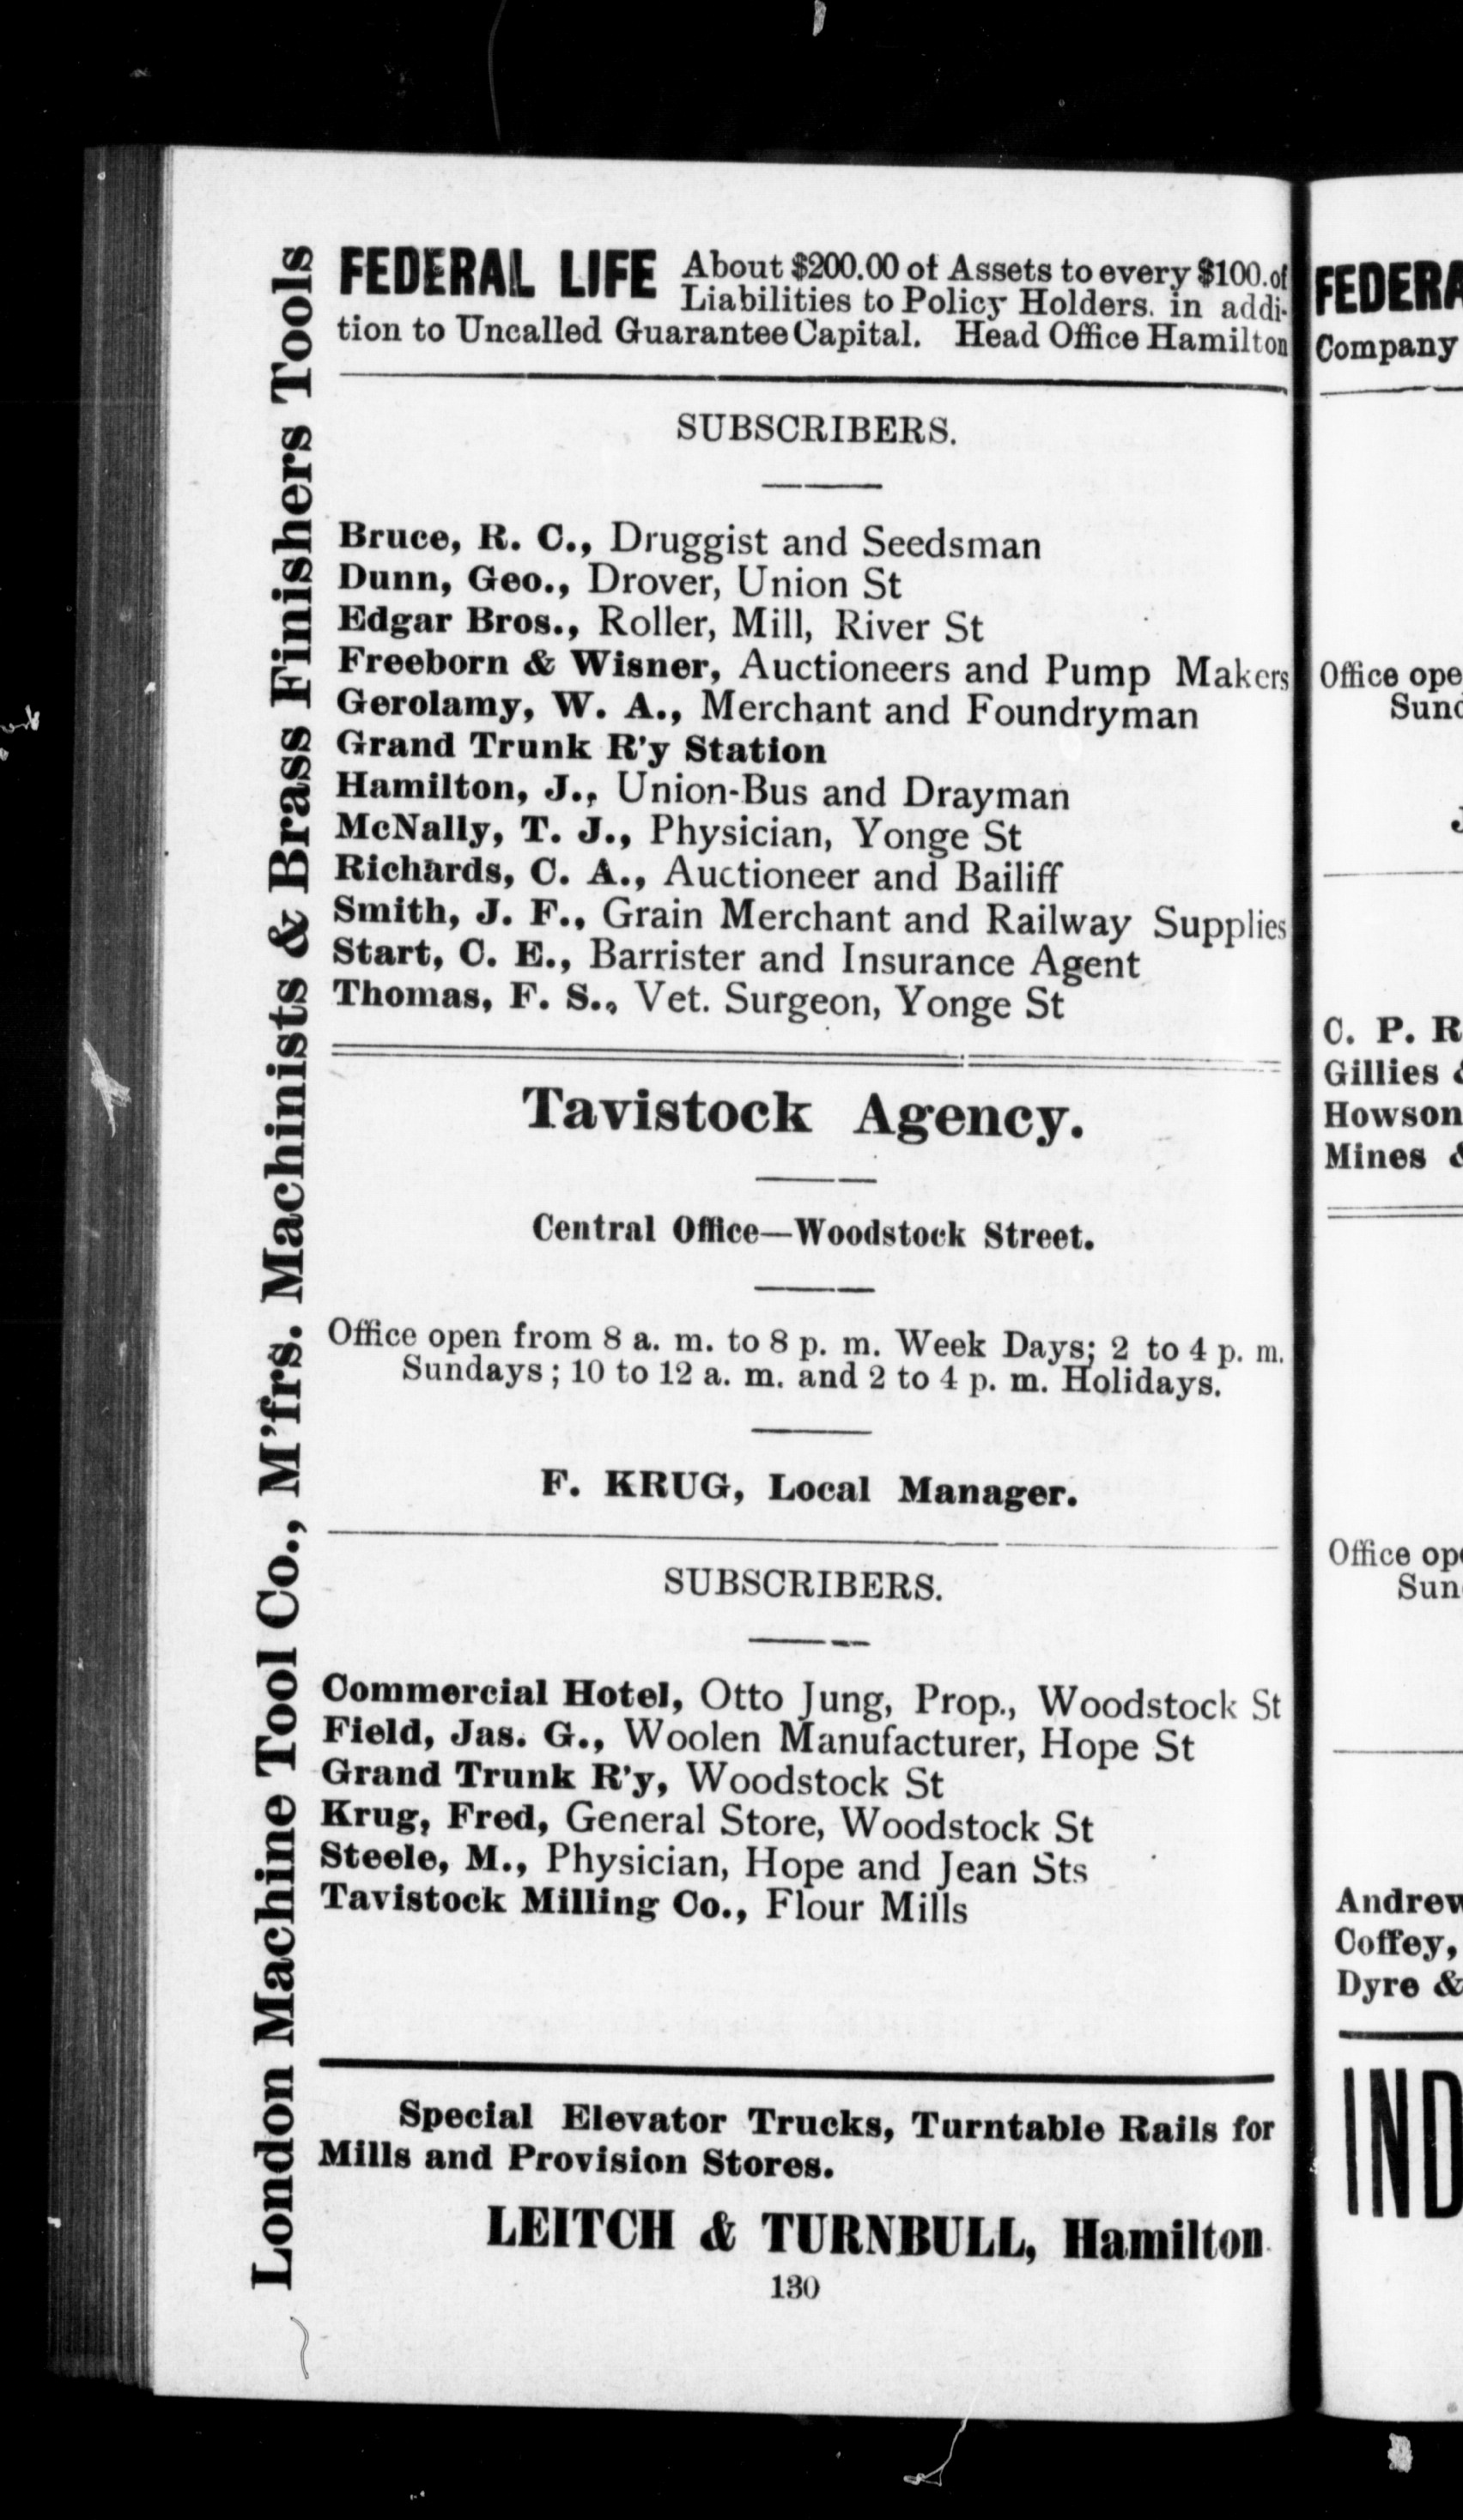 London Machine Tool Co., M'frs. Machinists & Brass Finishers Tools
FEDERAL LIFE About $200.00 of Assets to every $100.of
Liabilities to Policy Holders. in addi-
tion to Uncalled Guarantee Capital. Head Office Hamilton
SUBSCRIBERS.
Bruce, R. C., Druggist and Seedsman
Dunn, Geo., Drover, Union St
Edgar Bros., Roller, Mill, River St
Freeborn & Wisner, Auctioneers and Pump Makers
Gerolamy, W. A., Merchant and Foundryman
Grand Trunk R'y Station
Hamilton, J., Union-Bus and Drayman
McNally, T. J., Physician, Yonge St
Richards, C. A., Auctioneer and Bailiff
Smith, J. F., Grain Merchant and Railway Supplies
Start, C. E., Barrister and Insurance Agent
Thomas, F. S., Vet. Surgeon, Yonge St
Tavistock Agency.
Central Office—Woodstock Street.
Office open from 8 a. m. to 8 p. m. Week Days; 2 to 4 p. m.
Sundays ; 10 to 12 a. m. and 2 to 4 p. m. Holidays.
F. KRUG, Local Manager.
SUBSCRIBERS.
Commercial Hotel, Otto Jung, Prop., Woodstock St
Field, Jas. G., Woolen Manufacturer, Hope St
Grand Trunk R'y, Woodstock St
Krug, Fred, General Store, Woodstock St
Steele, M., Physician, Hope and Jean Sts
Tavistock Milling Co., Flour Mills
Special Elevator Trucks, Turntable Rails for
Mills and Provision Stores.
LEITCH & TURNBULL, Hamilton
130
FEDERA
Company
Office ope
Sund
C. P. R
Gillies &
Howson
Mines &
Office op
Sun
Andrew
Coffey,
Dyre &
IND